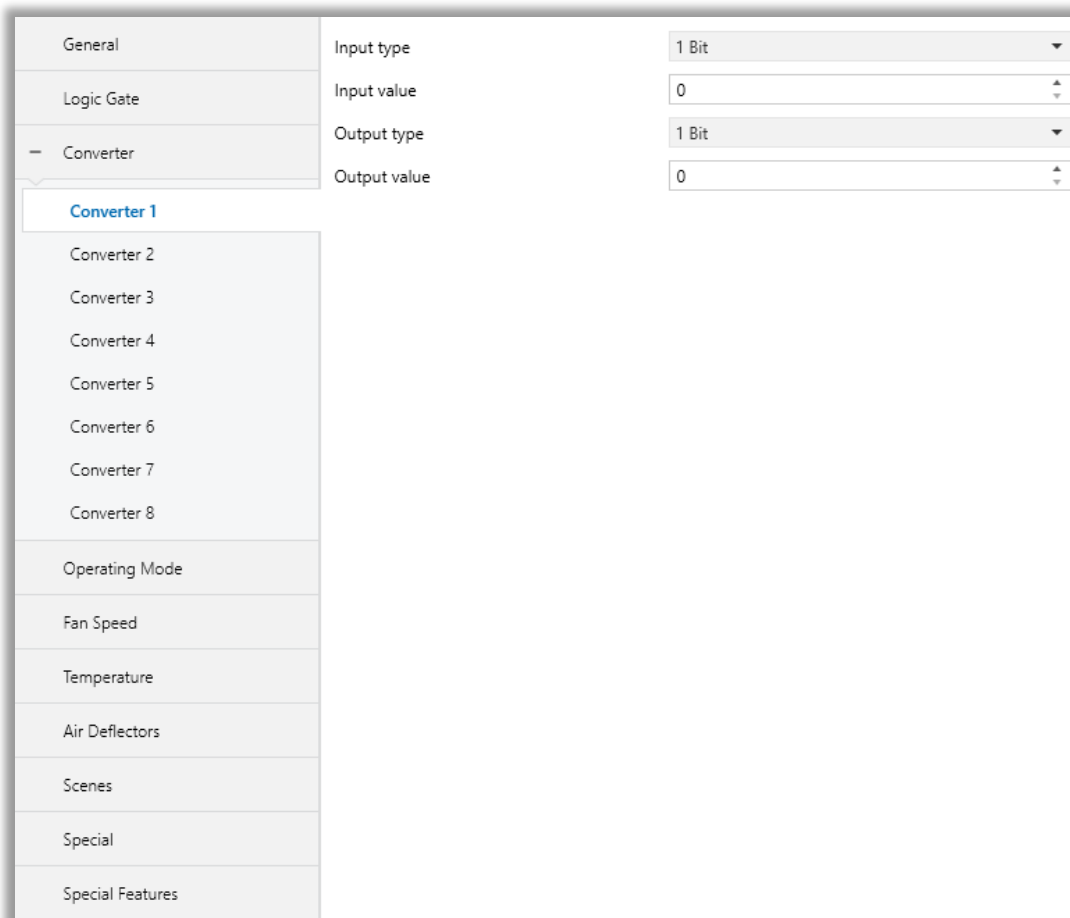 General
Logic Gate
Converter
Converter 1
Converter 2
Converter 3
Converter 4
Converter 5
Converter 6
Converter 7
Converter 8
Operating Mode
Fan Speed
Temperature
Air Deflectors
Scenes
Special
Special Features
Input type 1 Bit
Input value 0
Output type 1 Bit
Output value 0